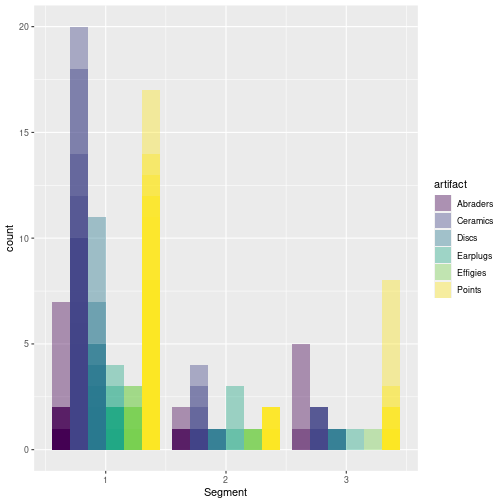 20
15
10
5
0
count
1
2
3
Segment
artifact
Abraders
Ceramics
Discs
Earplugs
Effigies
Points